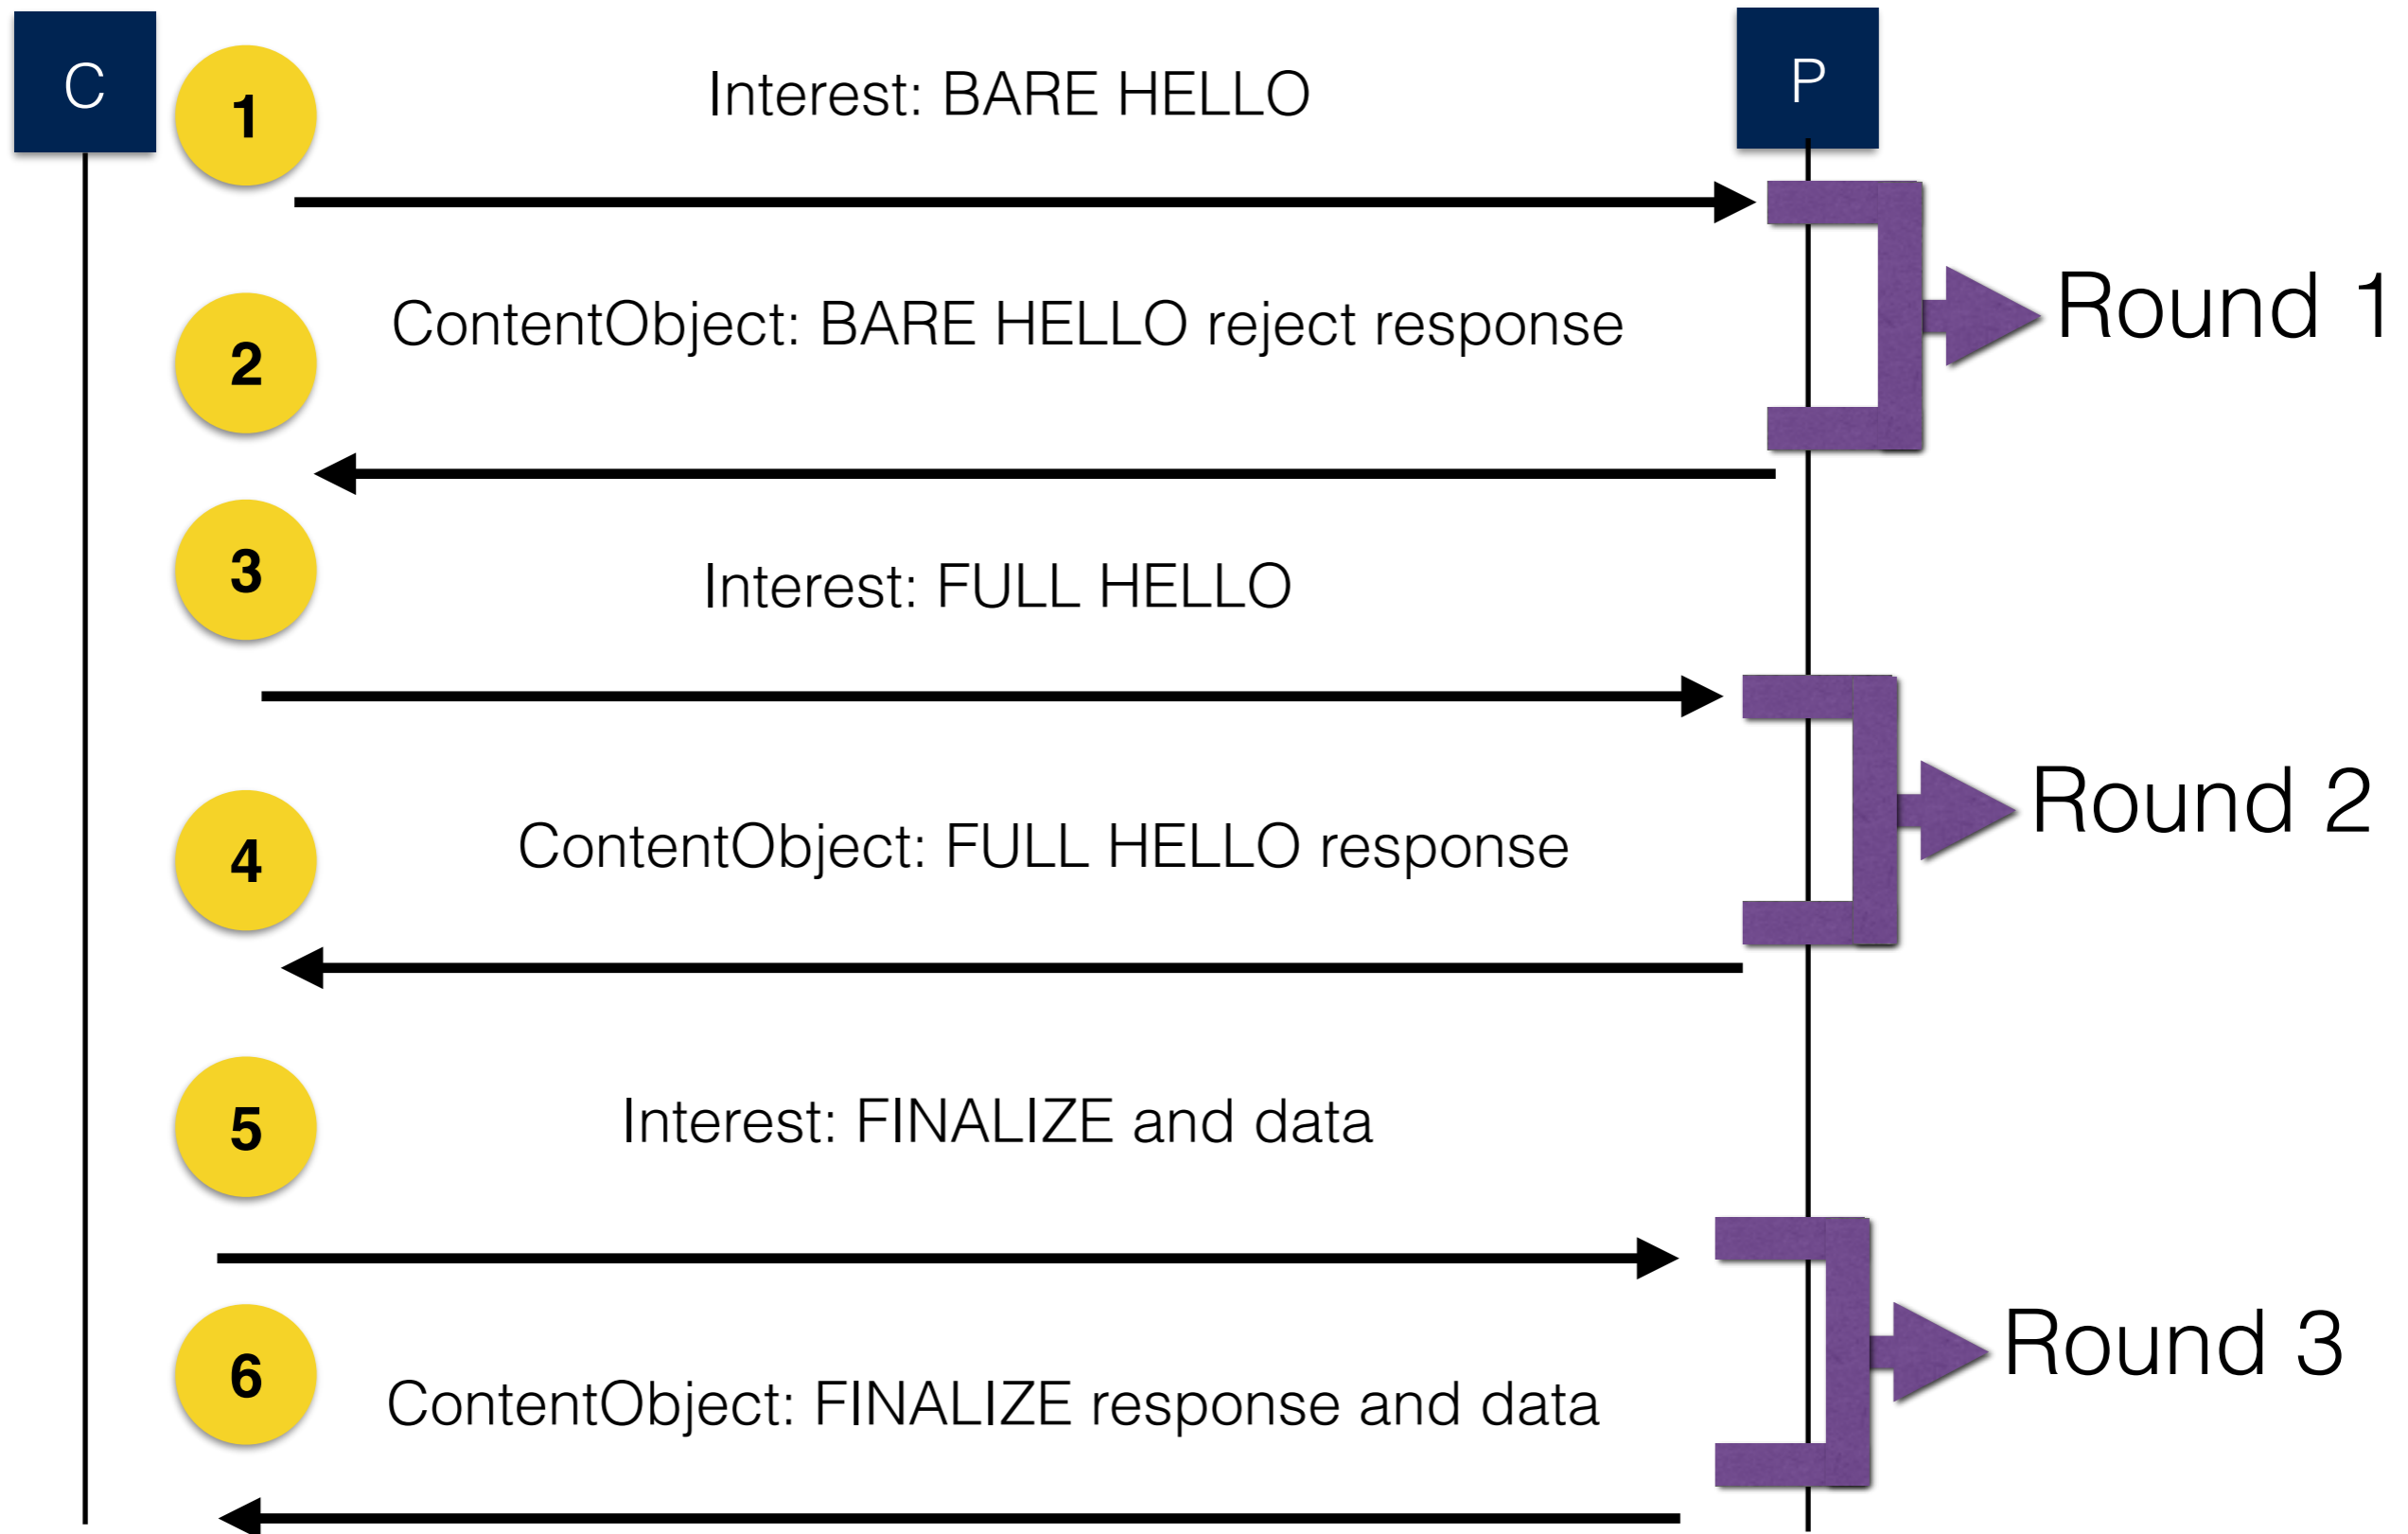 C
P
1
Interest: BARE HELLO
2
ContentObject: BARE HELLO reject response
Round 1
3
Interest: FULL HELLO
4
ContentObject: FULL HELLO response
Round 2
5
Interest: FINALIZE and data
6
ContentObject: FINALIZE response and data
Round 3